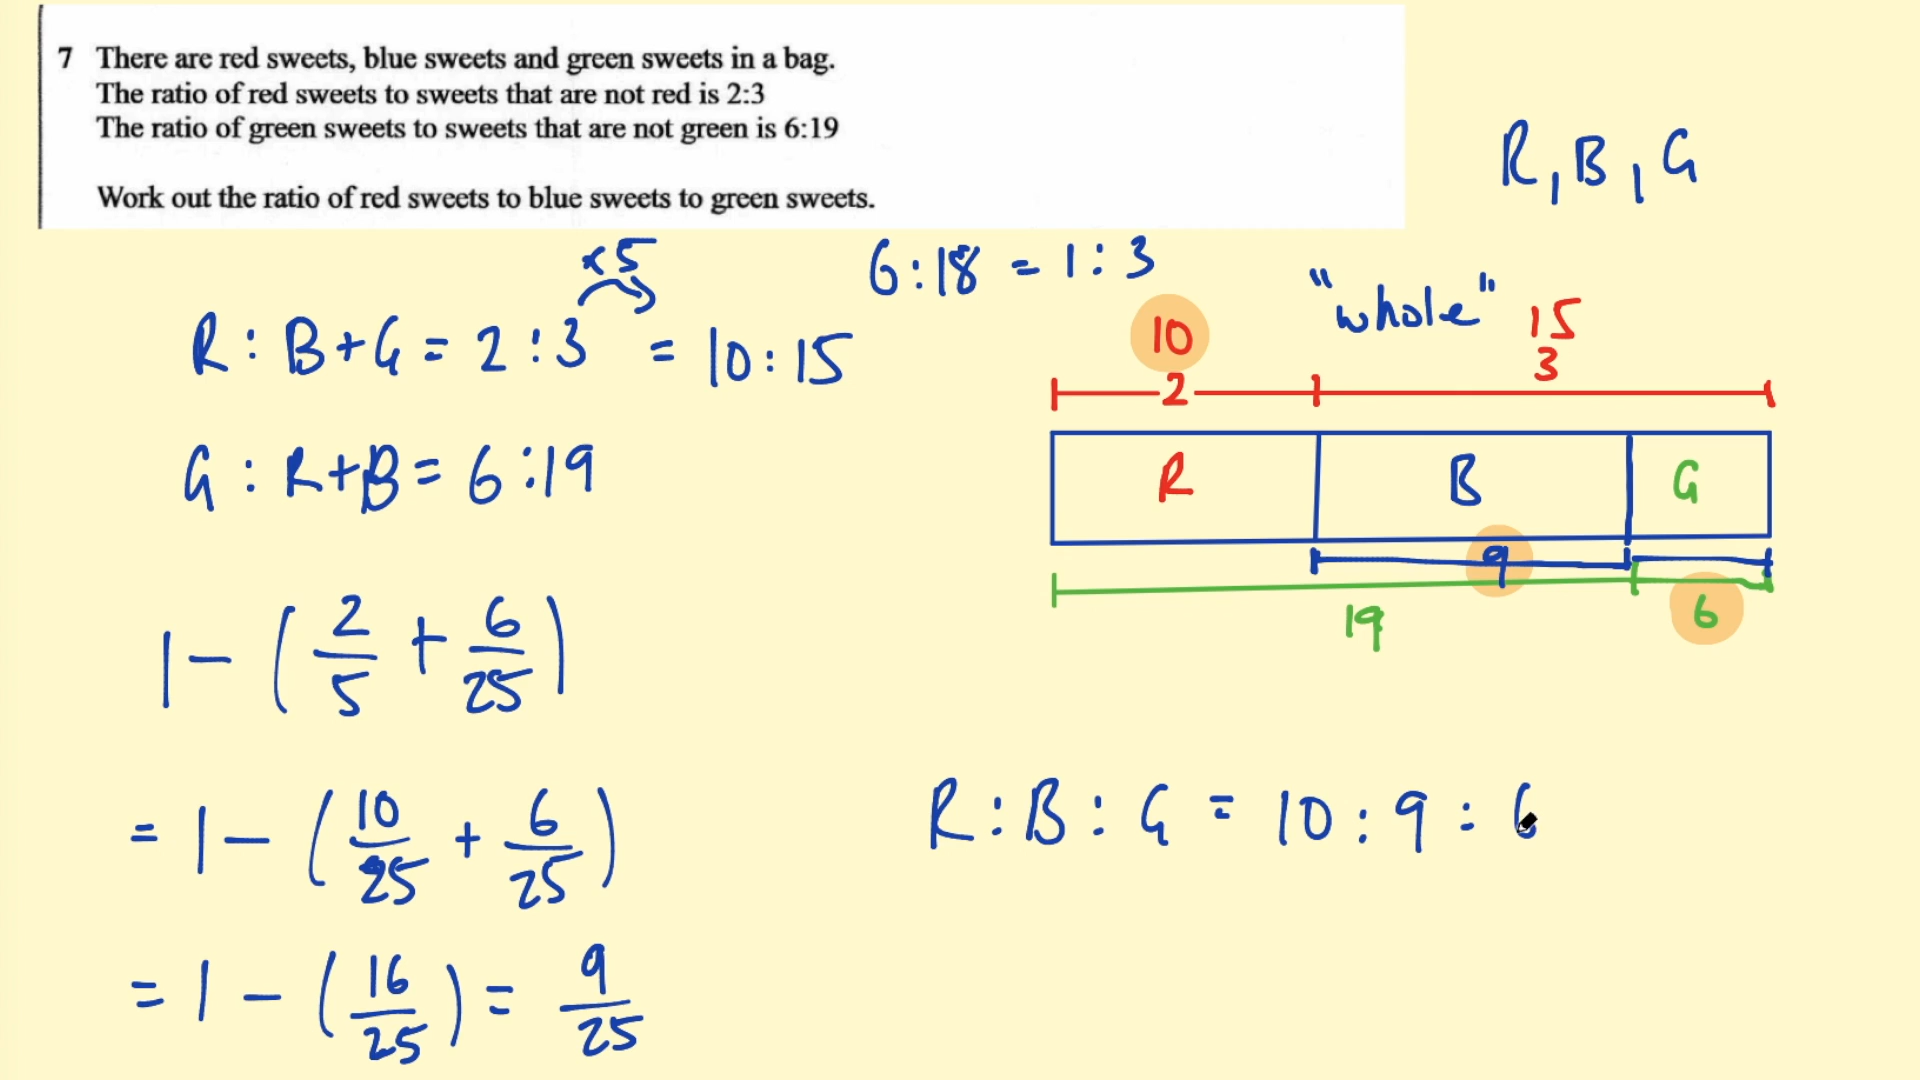 7 There are red sweets, blue sweets and green sweets in a bag.
The ratio of red sweets to sweets that are not red is 2:3
The ratio of green sweets to sweets that are not green is 6:19
Work out the ratio of red sweets to blue sweets to green sweets.
R, B, G
×5
6:18 = 1:3
"whole"
R : B+G = 2 : 3 = 10 : 15
10
15
3
2
R
B
G
G : R+B = 6 : 19
9
19
6
1 - (2/5 + 6/25)
= 1 - (10/25 + 6/25)
R : B : G = 10 : 9 : 6
= 1 - (16/25) = 9/25